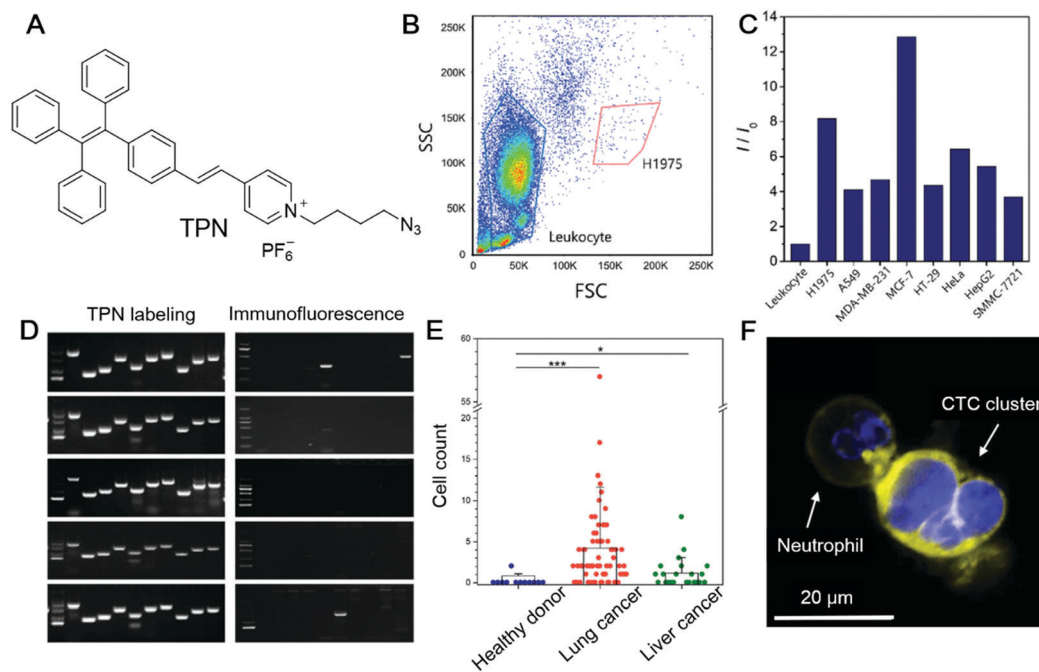 A
TPN
N+
N3
PF6−
B
SSC
250K
200K
150K
100K
50K
0
0
50K
100K
150K
200K
250K
FSC
H1975
Leukocyte
C
I / I0
14
12
10
8
6
4
2
0
Leukocyte
H1975
A549
MDA-MB-231
MCF-7
HT-29
HeLa
HepG2
SMMC-7721
D
TPN labeling
Immunofluorescence
E
Cell count
60
55
20
15
10
5
0
***
*
Healthy donor
Lung cancer
Liver cancer
F
CTC cluster
Neutrophil
20 μm